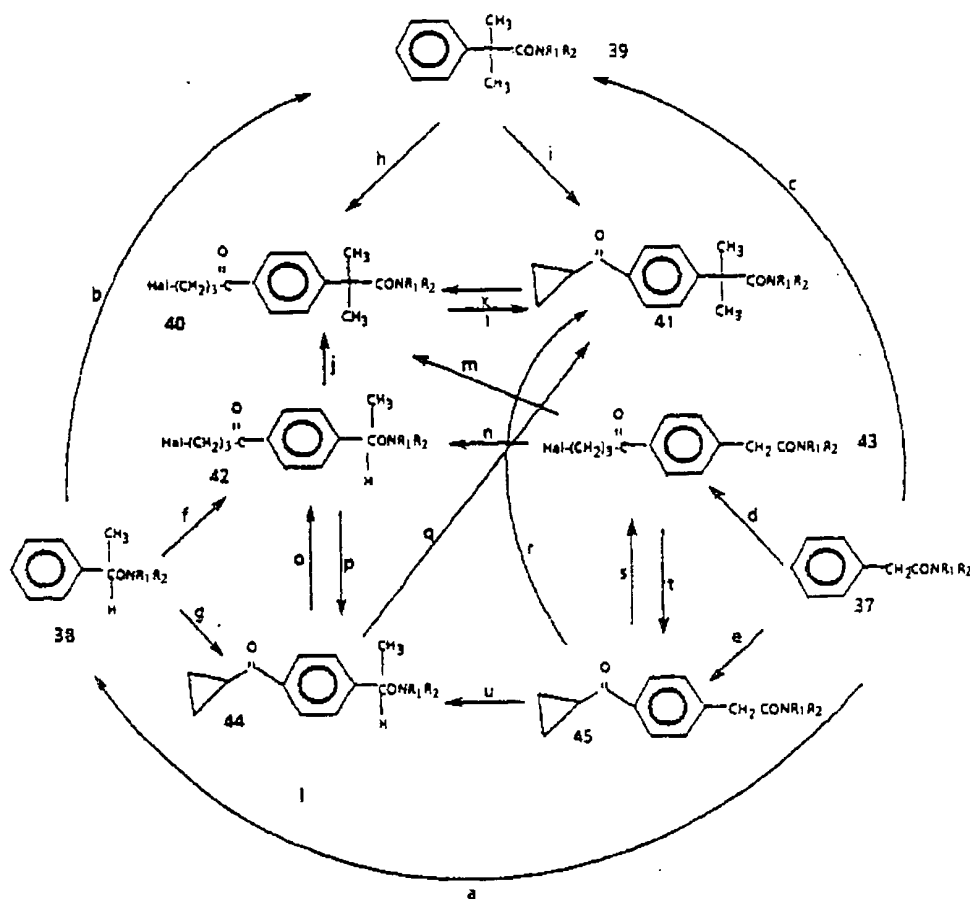 CH3
CONR1R2 39
CH3
h i
b c
O CH3 O CH3
Hal-(CH2)3-C CONR1R2 CONR1R2
40 CH3 k l 41 CH3
j m
O CH3 O
Hal-(CH2)3-C CONR1R2 n Hal-(CH2)3-C CH2 CONR1R2 43
42 H
f q d
CH3
CONR1R2 o p r s t CH2CONR1R2
H 37
38 g e
O CH3 O
CONR1R2 u CH2 CONR1R2
44 H 45
l
a